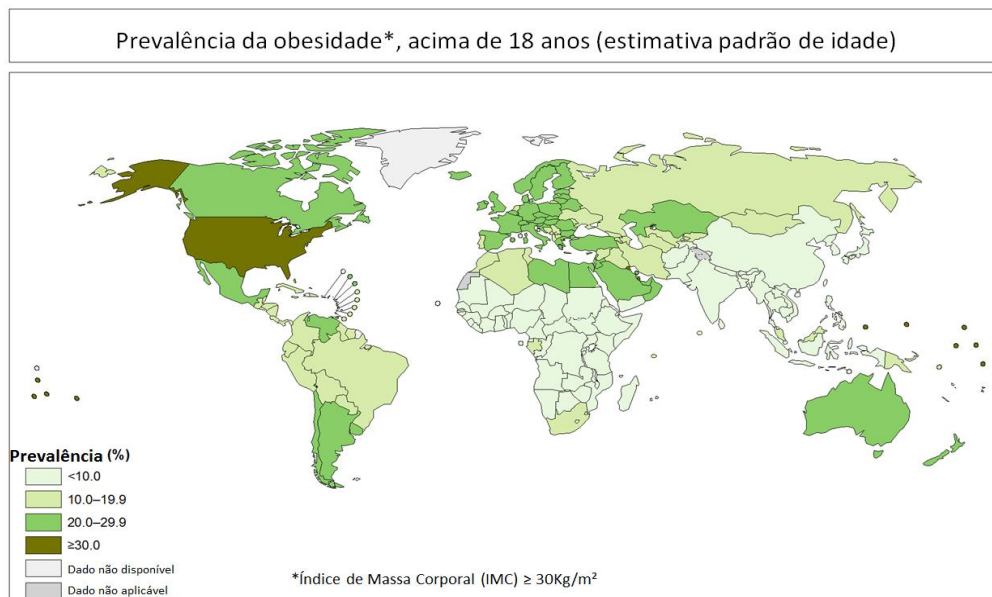 Prevalência da obesidade*, acima de 18 anos (estimativa padrão de idade)
Prevalência (%)
<10.0
10.0–19.9
20.0–29.9
≥30.0
Dado não disponível
Dado não aplicável
*Índice de Massa Corporal (IMC) ≥ 30Kg/m²